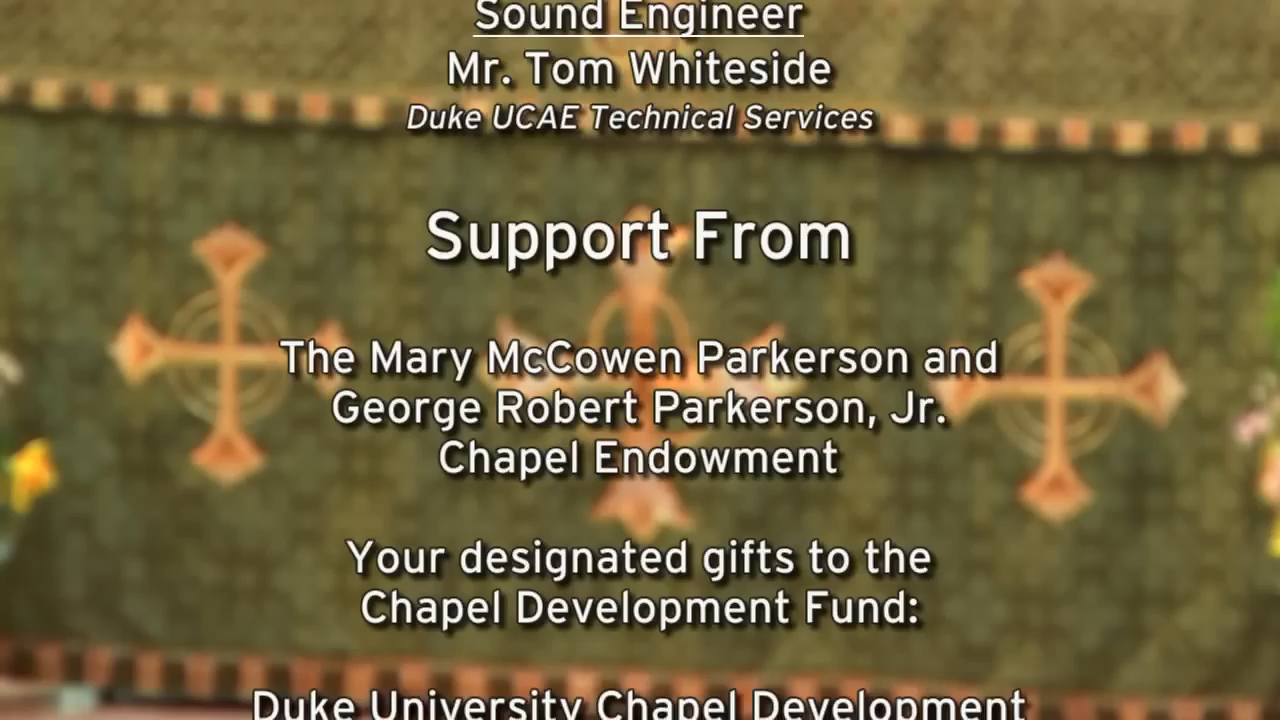 Sound Engineer
Mr. Tom Whiteside
Duke UCAE Technical Services
Support From
The Mary McCowen Parkerson and
George Robert Parkerson, Jr.
Chapel Endowment
Your designated gifts to the
Chapel Development Fund:
Duke University Chapel Development